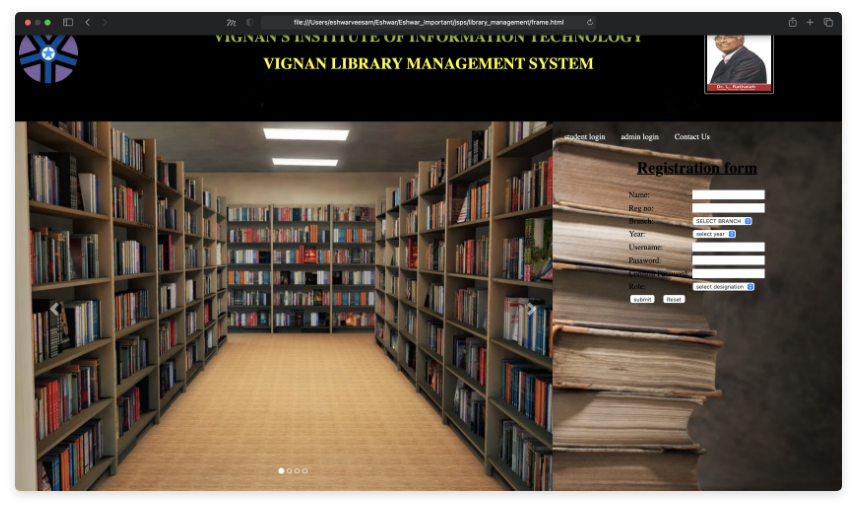 file:///Users/eshwarveesam/Eshwar/Eshwar_Important/jsps/library_management/frame.html
VIGNAN'S INSTITUTE OF INFORMATION TECHNOLOGY
VIGNAN LIBRARY MANAGEMENT SYSTEM
Dr. L. Rathaiah
student login admin login Contact Us
Registration form
Name:
Reg no:
Branch: SELECT BRANCH
Year: select year
Username:
Password:
Role: select designation
submit Reset